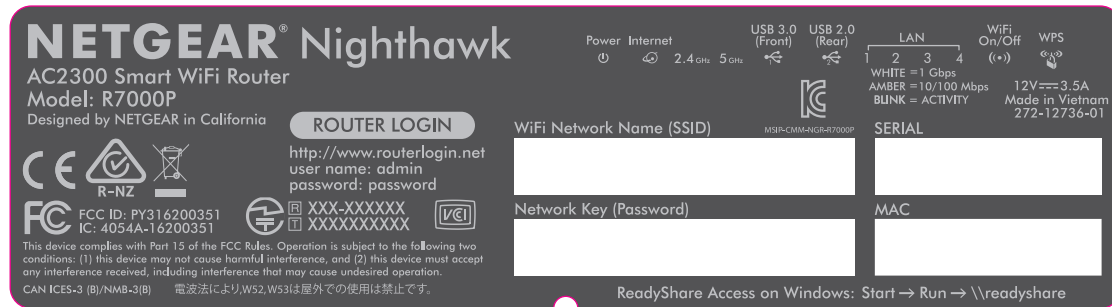 NETGEAR® Nighthawk
AC2300 Smart WiFi Router
Model: R7000P
Designed by NETGEAR in California
Power Internet 2.4 GHz 5 GHz
USB 3.0 (Front)
USB 2.0 (Rear)
LAN
1 2 3 4
WHITE =1 Gbps
AMBER =10/100 Mbps
BLINK = ACTIVITY
WiFi On/Off
WPS
12V⎓3.5A
Made in Vietnam
272-12736-01
ROUTER LOGIN
http://www.routerlogin.net
user name: admin
password: password
CE
R-NZ
FC FCC ID: PY316200351
IC: 4054A-16200351
R XXX-XXXXXX
T XXXXXXXXXX
VCI
MSIP-CMM-NGR-R7000P
WiFi Network Name (SSID)
SERIAL
Network Key (Password)
MAC
This device complies with Part 15 of the FCC Rules. Operation is subject to the following two
conditions: (1) this device may not cause harmful interference, and (2) this device must accept
any interference received, including interference that may cause undesired operation.
CAN ICES-3 (B)/NMB-3(B) 電波法により,W52,W53は屋外での使用は禁止です。
ReadyShare Access on Windows: Start → Run → \\readyshare